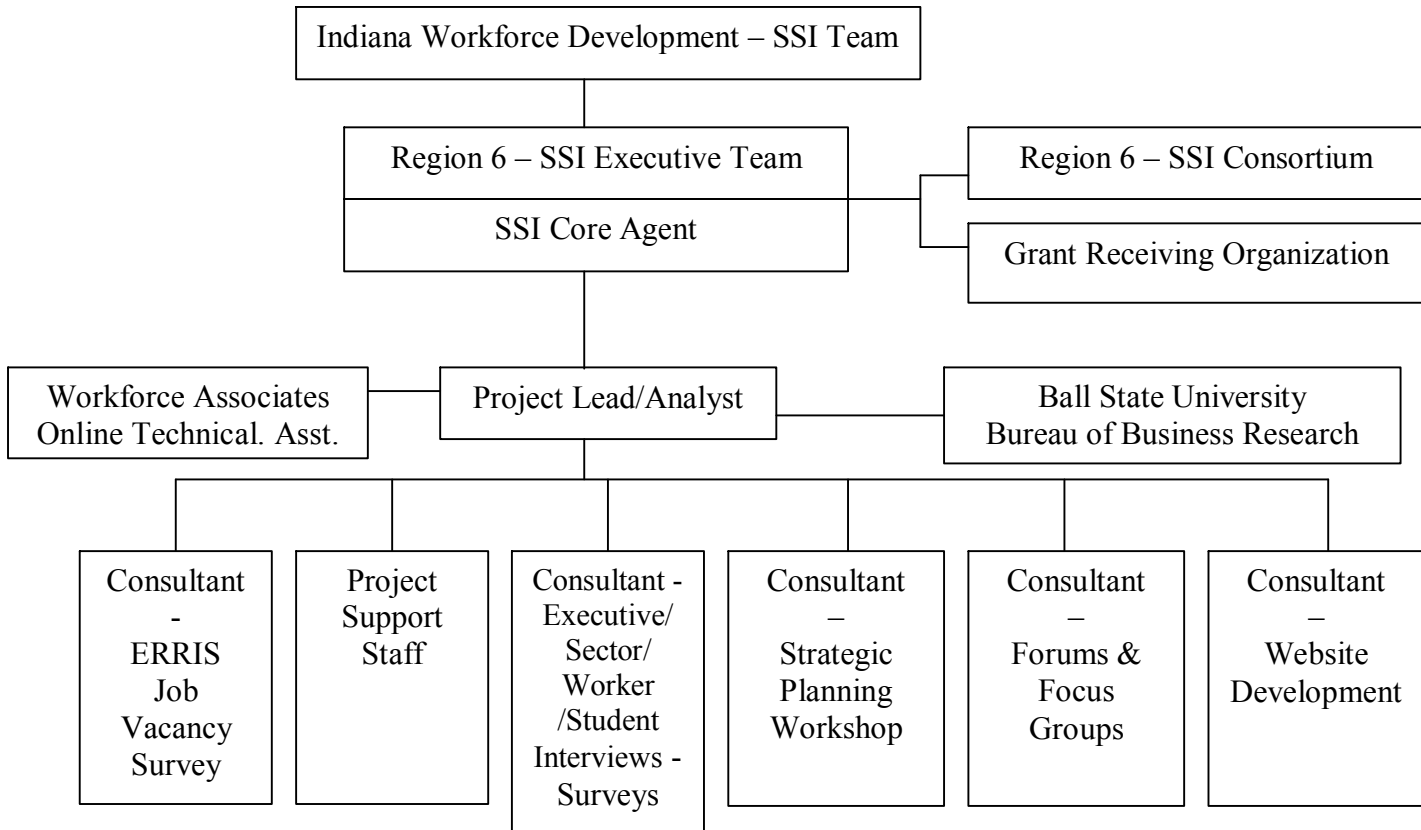 Indiana Workforce Development – SSI Team
Region 6 – SSI Executive Team
SSI Core Agent
Region 6 – SSI Consortium
Grant Receiving Organization
Workforce Associates
Online Technical. Asst.
Project Lead/Analyst
Ball State University
Bureau of Business Research
Consultant
-
ERRIS
Job
Vacancy
Survey
Project
Support
Staff
Consultant -
Executive/
Sector/
Worker
/Student
Interviews -
Surveys
Consultant
–
Strategic
Planning
Workshop
Consultant
–
Forums &
Focus
Groups
Consultant
–
Website
Development